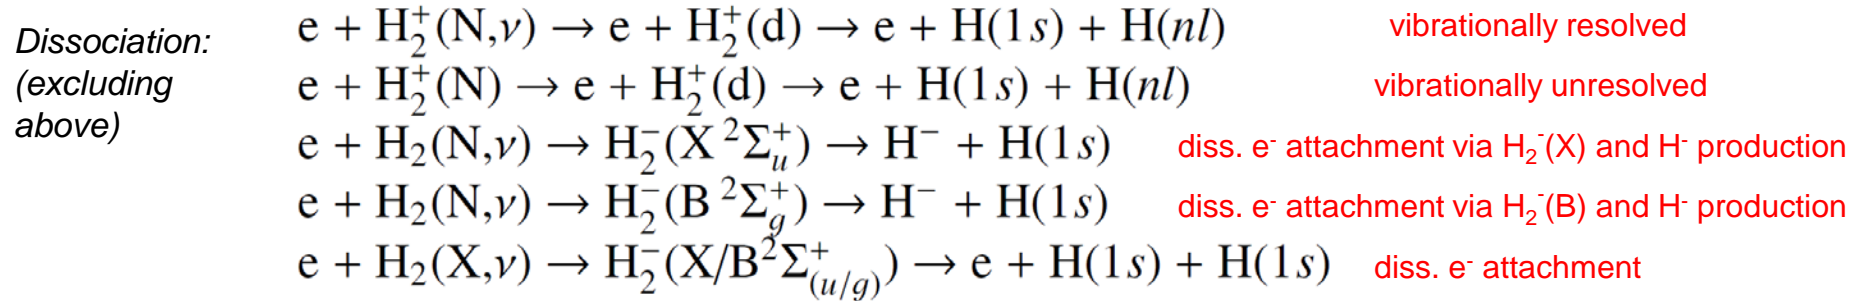 Dissociation: e + H₂⁺(N,ν) → e + H₂⁺(d) → e + H(1s) + H(nl) vibrationally resolved
(excluding e + H₂⁺(N) → e + H₂⁺(d) → e + H(1s) + H(nl) vibrationally unresolved
above) e + H₂(N,ν) → H₂⁻(X ²Σᵤ⁺) → H⁻ + H(1s) diss. e⁻ attachment via H₂⁻(X) and H⁻ production
e + H₂(N,ν) → H₂⁻(B ²Σ_g⁺) → H⁻ + H(1s) diss. e⁻ attachment via H₂⁻(B) and H⁻ production
e + H₂(X,ν) → H₂⁻(X/B²Σ⁺_(u/g)) → e + H(1s) + H(1s) diss. e⁻ attachment